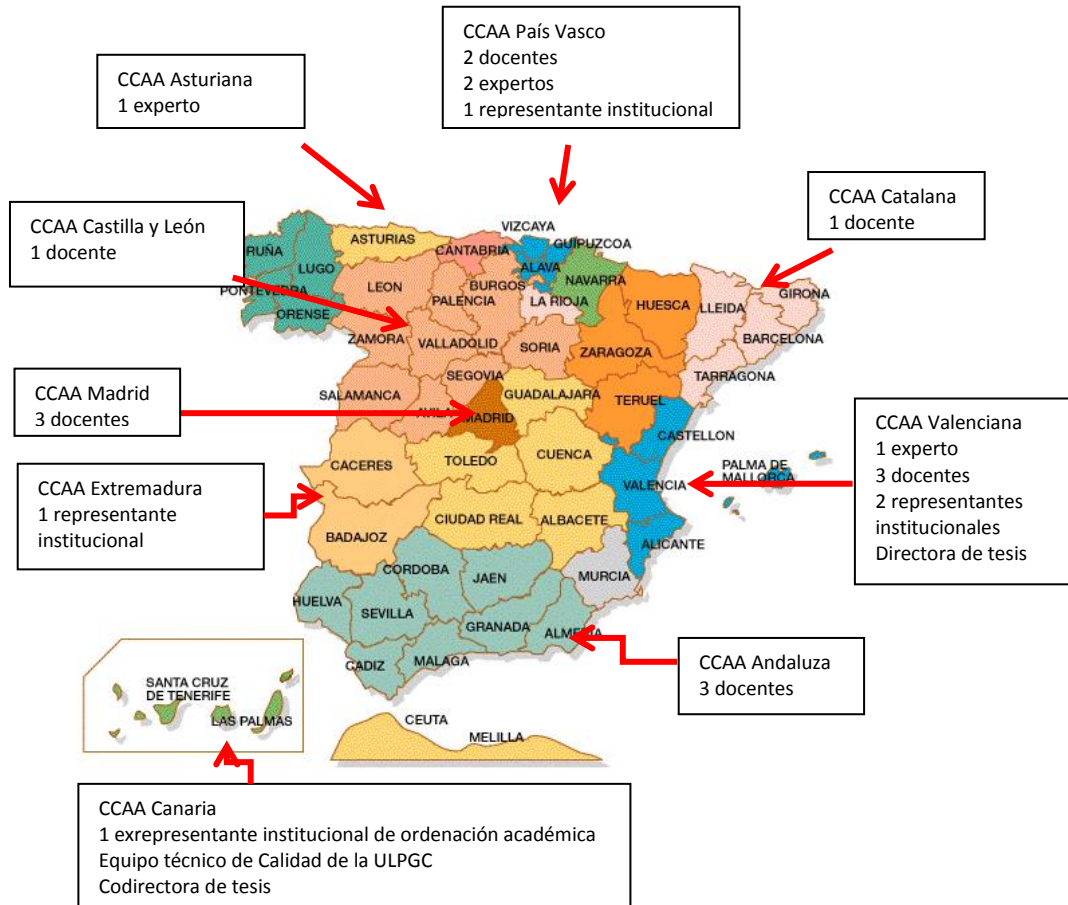 CCAA País Vasco
2 docentes
2 expertos
1 representante institucional
CCAA Asturiana
1 experto
CCAA Catalana
1 docente
CCAA Castilla y León
1 docente
CCAA Madrid
3 docentes
CCAA Extremadura
1 representante
institucional
CCAA Valenciana
1 experto
3 docentes
2 representantes
institucionales
Directora de tesis
CCAA Andaluza
3 docentes
VIZCAYA
GUIPUZCOA
ASTURIAS
CANTABRIA
ALAVA
RUÑA
LUGO
NAVARRA
PONTEVEDRA
ORENSE
LEON
PALENCIA
BURGOS
LA RIOJA
HUESCA
LLEIDA
GIRONA
BARCELONA
ZAMORA
VALLADOLID
SORIA
ZARAGOZA
TARRAGONA
SEGOVIA
SALAMANCA
AVILA
MADRID
GUADALAJARA
TERUEL
CASTELLON
CACERES
TOLEDO
CUENCA
VALENCIA
PALMA DE
MALLORCA
BADAJOZ
CIUDAD REAL
ALBACETE
ALICANTE
CORDOBA
JAEN
MURCIA
HUELVA
SEVILLA
GRANADA
ALMERIA
CADIZ
MALAGA
SANTA CRUZ
DE TENERIFE
LAS PALMAS
CEUTA
MELILLA
CCAA Canaria
1 exrepresentante institucional de ordenación académica
Equipo técnico de Calidad de la ULPGC
Codirectora de tesis